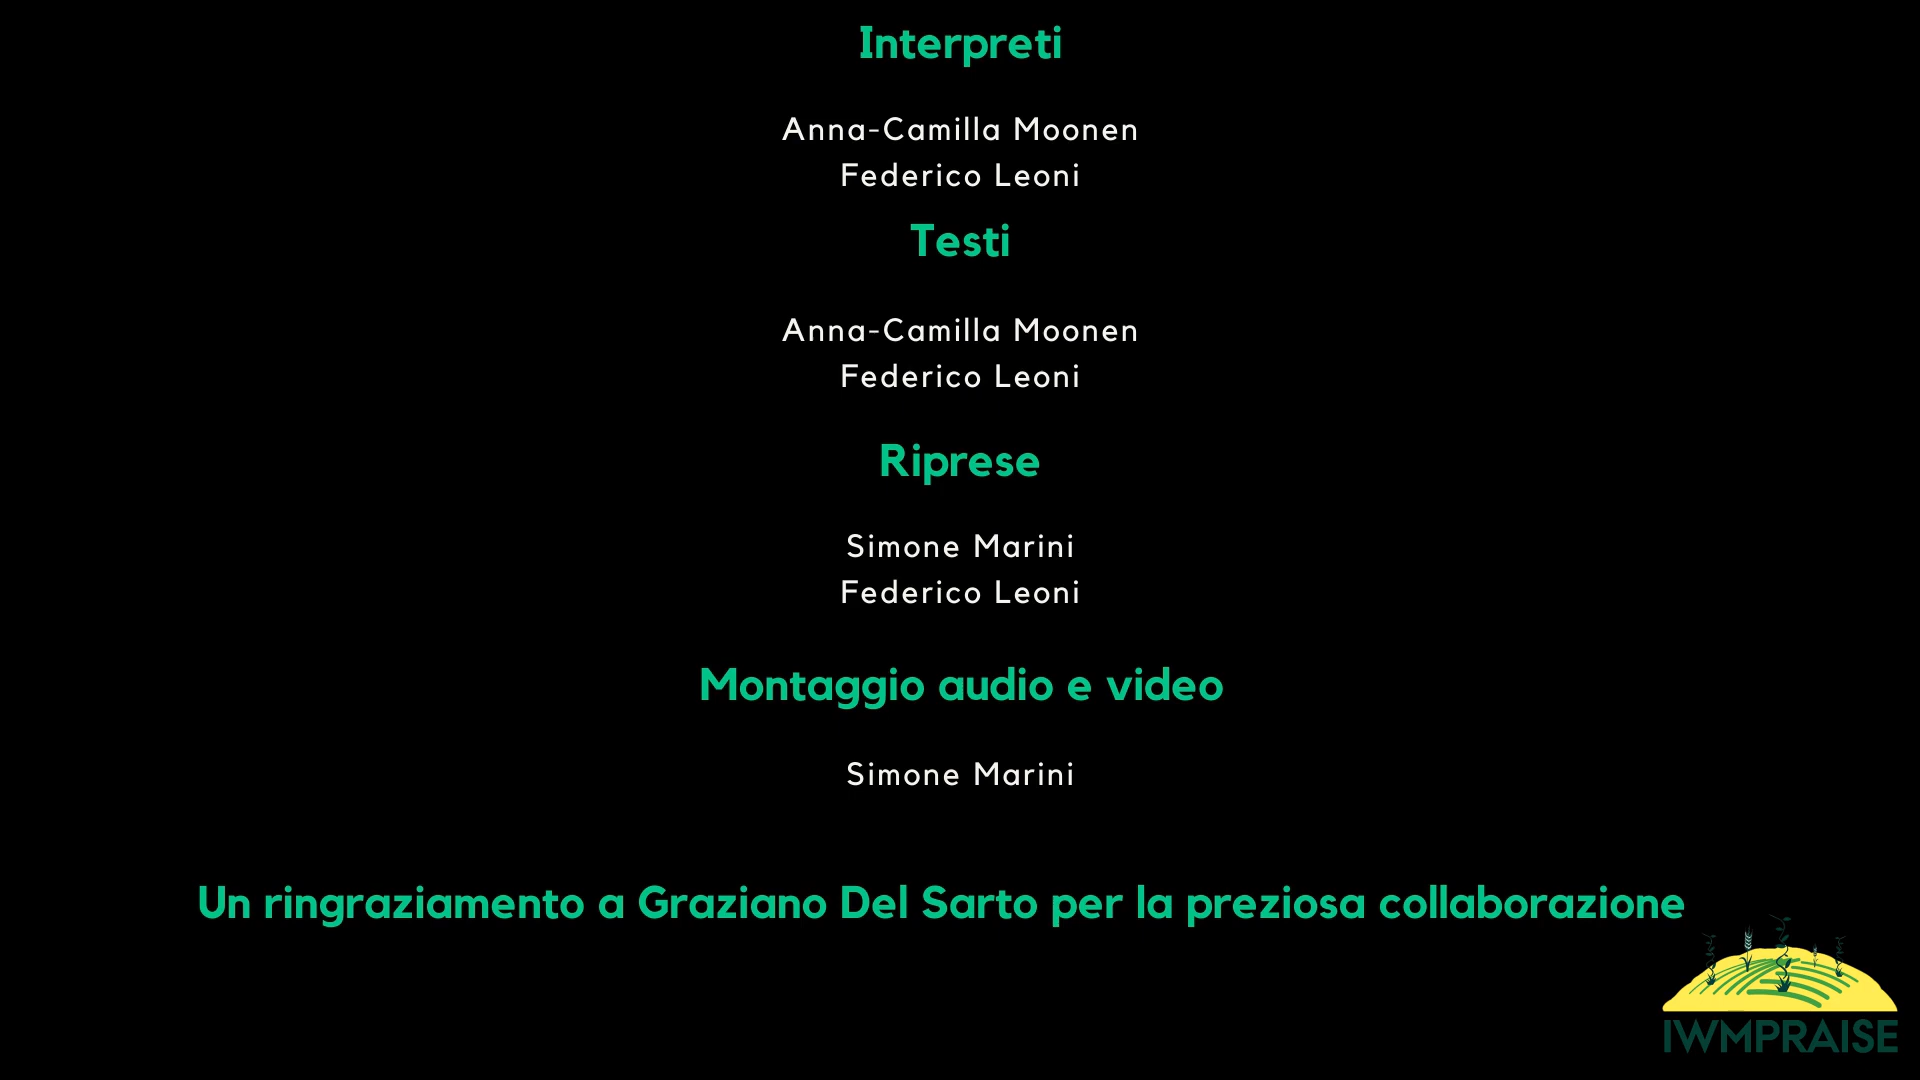 Interpreti
Anna-Camilla Moonen
Federico Leoni
Testi
Anna-Camilla Moonen
Federico Leoni
Riprese
Simone Marini
Federico Leoni
Montaggio audio e video
Simone Marini
Un ringraziamento a Graziano Del Sarto per la preziosa collaborazione
IWMPRAISE